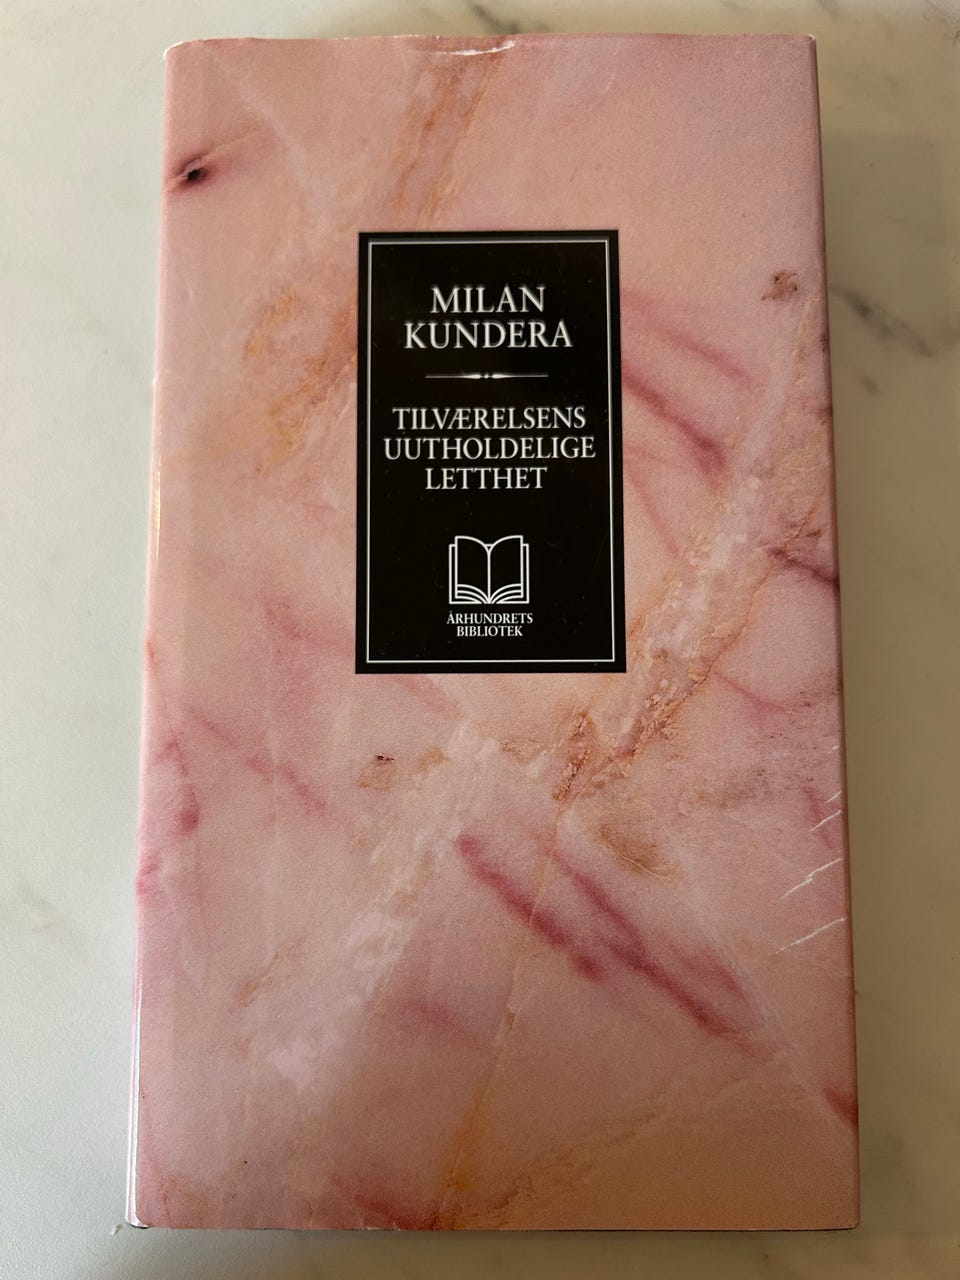 MILAN
KUNDERA
TILVÆRELSENS
UUTHOLDELIGE
LETTHET
ÅRHUNDRETS
BIBLIOTEK